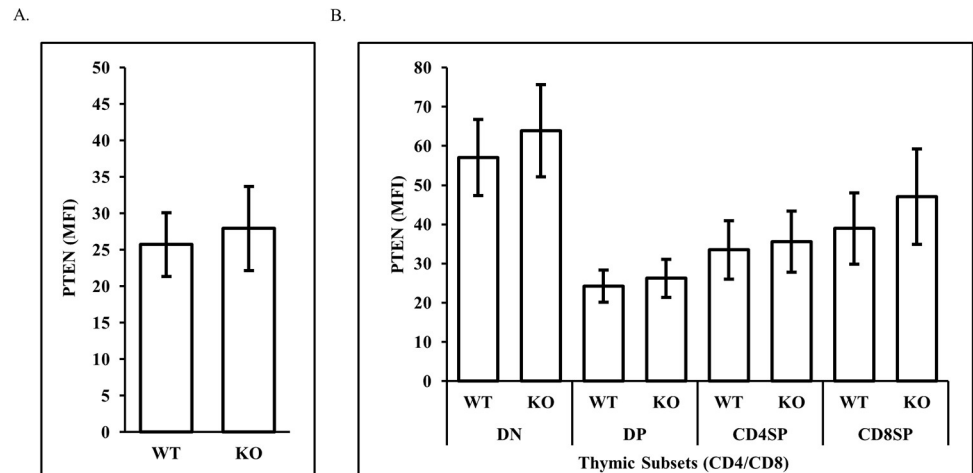 A.
B.
PTEN (MFI)
50
45
40
35
30
25
20
15
10
5
0
WT KO
PTEN (MFI)
80
70
60
50
40
30
20
10
0
WT KO WT KO WT KO WT KO
DN DP CD4SP CD8SP
Thymic Subsets (CD4/CD8)